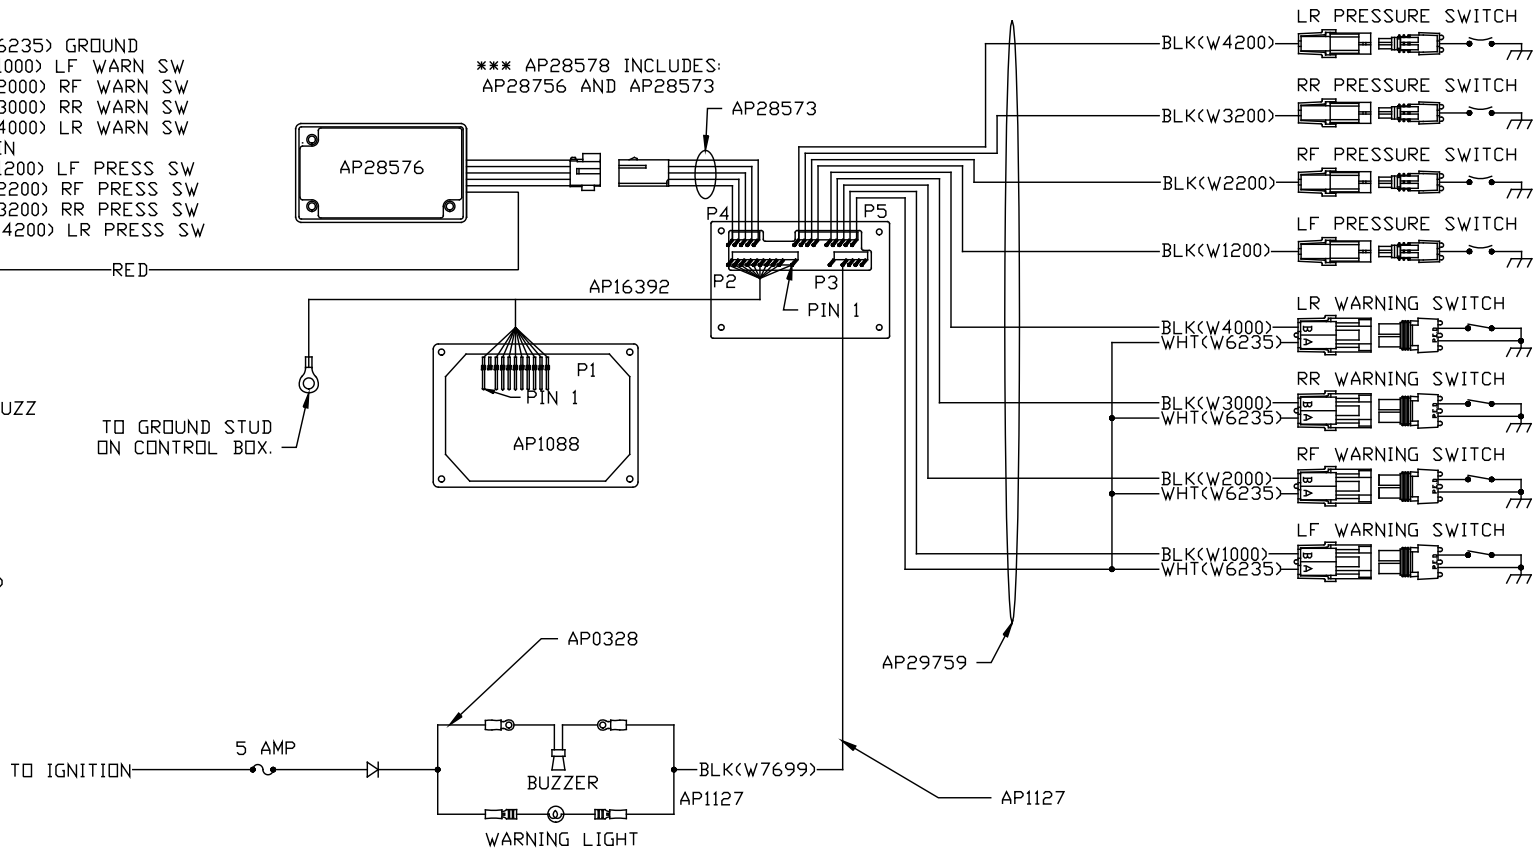 6235) GROUND
1000) LF WARN SW
2000) RF WARN SW
3000) RR WARN SW
4000) LR WARN SW
1200) LF PRESS SW
2200) RF PRESS SW
3200) RR PRESS SW
4200) LR PRESS SW
RED
UZZ
*** AP28578 INCLUDES:
AP28756 AND AP28573
AP28573
AP28576
P4
P5
P2
P3
PIN 1
AP16392
P1
PIN 1
AP1088
TO GROUND STUD
ON CONTROL BOX.
LR PRESSURE SWITCH
BLK(W4200)
RR PRESSURE SWITCH
BLK(W3200)
RF PRESSURE SWITCH
BLK(W2200)
LF PRESSURE SWITCH
BLK(W1200)
LR WARNING SWITCH
BLK(W4000)
WHT(W6235)
B
A
RR WARNING SWITCH
BLK(W3000)
WHT(W6235)
B
A
RF WARNING SWITCH
BLK(W2000)
WHT(W6235)
B
A
LF WARNING SWITCH
BLK(W1000)
WHT(W6235)
B
A
AP29759
AP0328
5 AMP
TO IGNITION
BUZZER
BLK(W7699)
AP1127
AP1127
WARNING LIGHT